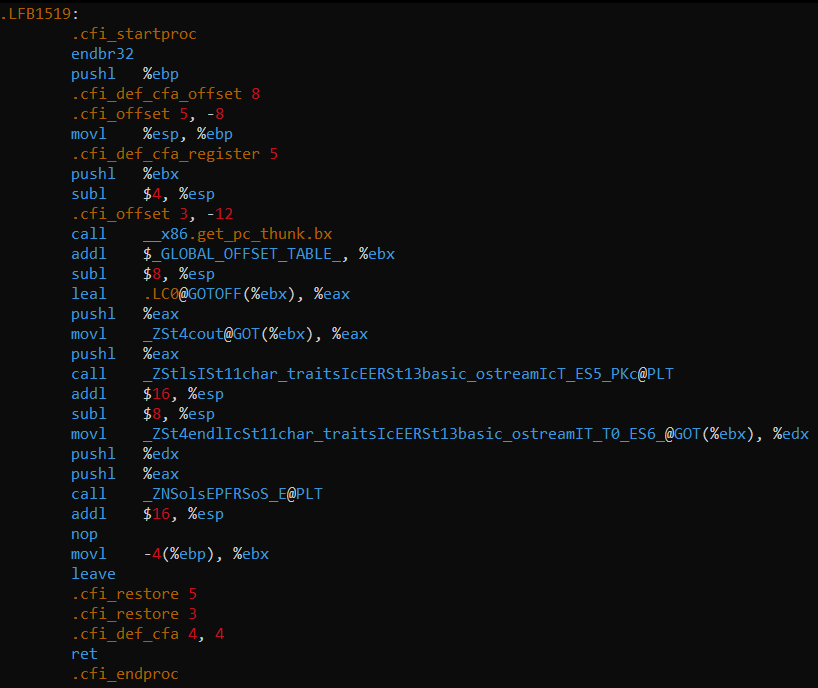 .LFB1519:
.cfi_startproc
endbr32
pushl %ebp
.cfi_def_cfa_offset 8
.cfi_offset 5, -8
movl %esp, %ebp
.cfi_def_cfa_register 5
pushl %ebx
subl $4, %esp
.cfi_offset 3, -12
call __x86.get_pc_thunk.bx
addl $_GLOBAL_OFFSET_TABLE_, %ebx
subl $8, %esp
leal .LC0@GOTOFF(%ebx), %eax
pushl %eax
movl _ZSt4cout@GOT(%ebx), %eax
pushl %eax
call _ZStlsISt11char_traitsIcEERSt13basic_ostreamIcT_ES5_PKc@PLT
addl $16, %esp
subl $8, %esp
movl _ZSt4endlIcSt11char_traitsIcEERSt13basic_ostreamIT_T0_ES6_@GOT(%ebx), %edx
pushl %edx
pushl %eax
call _ZNSolsEPFRSoS_E@PLT
addl $16, %esp
nop
movl -4(%ebp), %ebx
leave
.cfi_restore 5
.cfi_restore 3
.cfi_def_cfa 4, 4
ret
.cfi_endproc